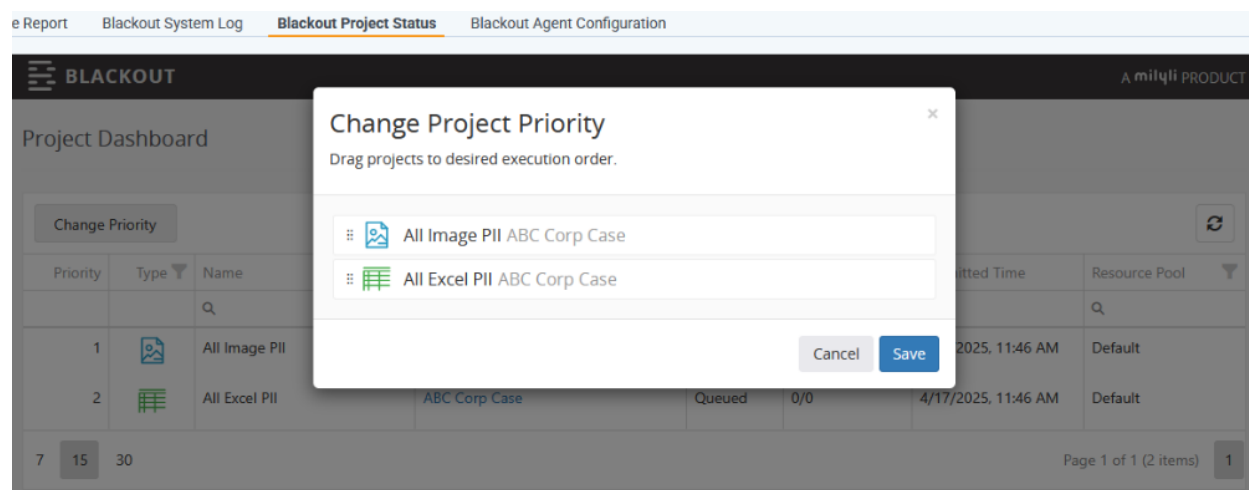 e Report Blackout System Log Blackout Project Status Blackout Agent Configuration
BLACKOUT A milyli PRODUCT
Project Dashboard
Change Project Priority ×
Drag projects to desired execution order.
Change Priority
All Image PII ABC Corp Case
All Excel PII ABC Corp Case
Priority Type Name itted Time Resource Pool
Cancel Save
1 All Image PII 2025, 11:46 AM Default
2 All Excel PII ABC Corp Case Queued 0/0 4/17/2025, 11:46 AM Default
7 15 30 Page 1 of 1 (2 items) 1